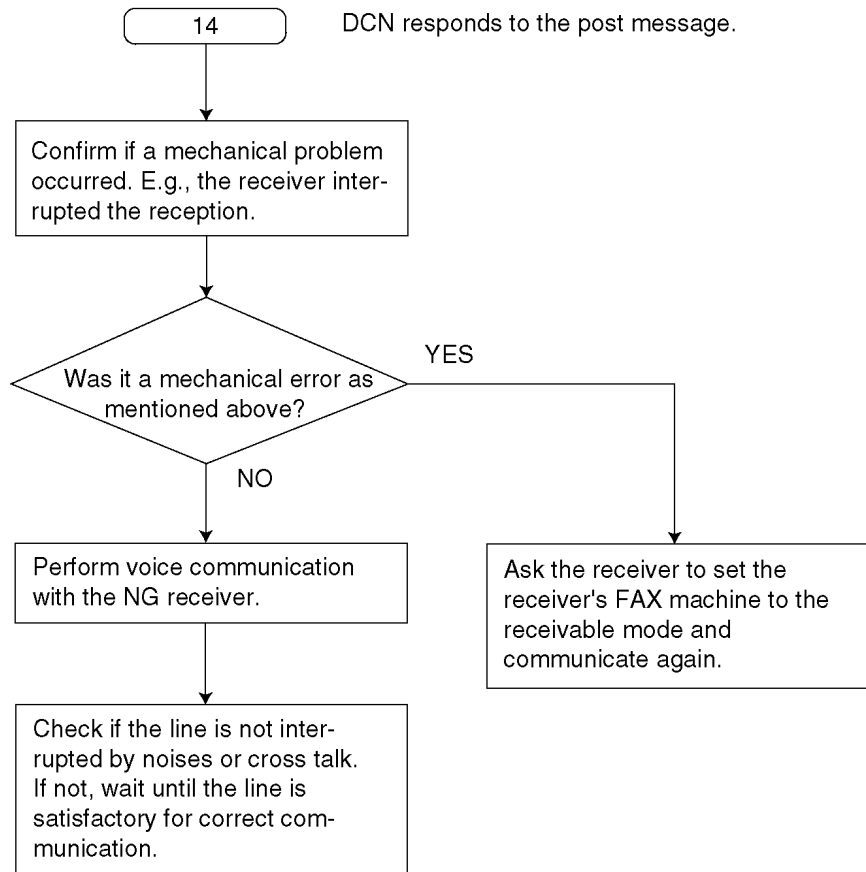 14
DCN responds to the post message.
Confirm if a mechanical problem
occurred. E.g., the receiver inter-
rupted the reception.
YES
Was it a mechanical error as
mentioned above?
NO
Perform voice communication
with the NG receiver.
Ask the receiver to set the
receiver's FAX machine to the
receivable mode and
communicate again.
Check if the line is not inter-
rupted by noises or cross talk.
If not, wait until the line is
satisfactory for correct com-
munication.